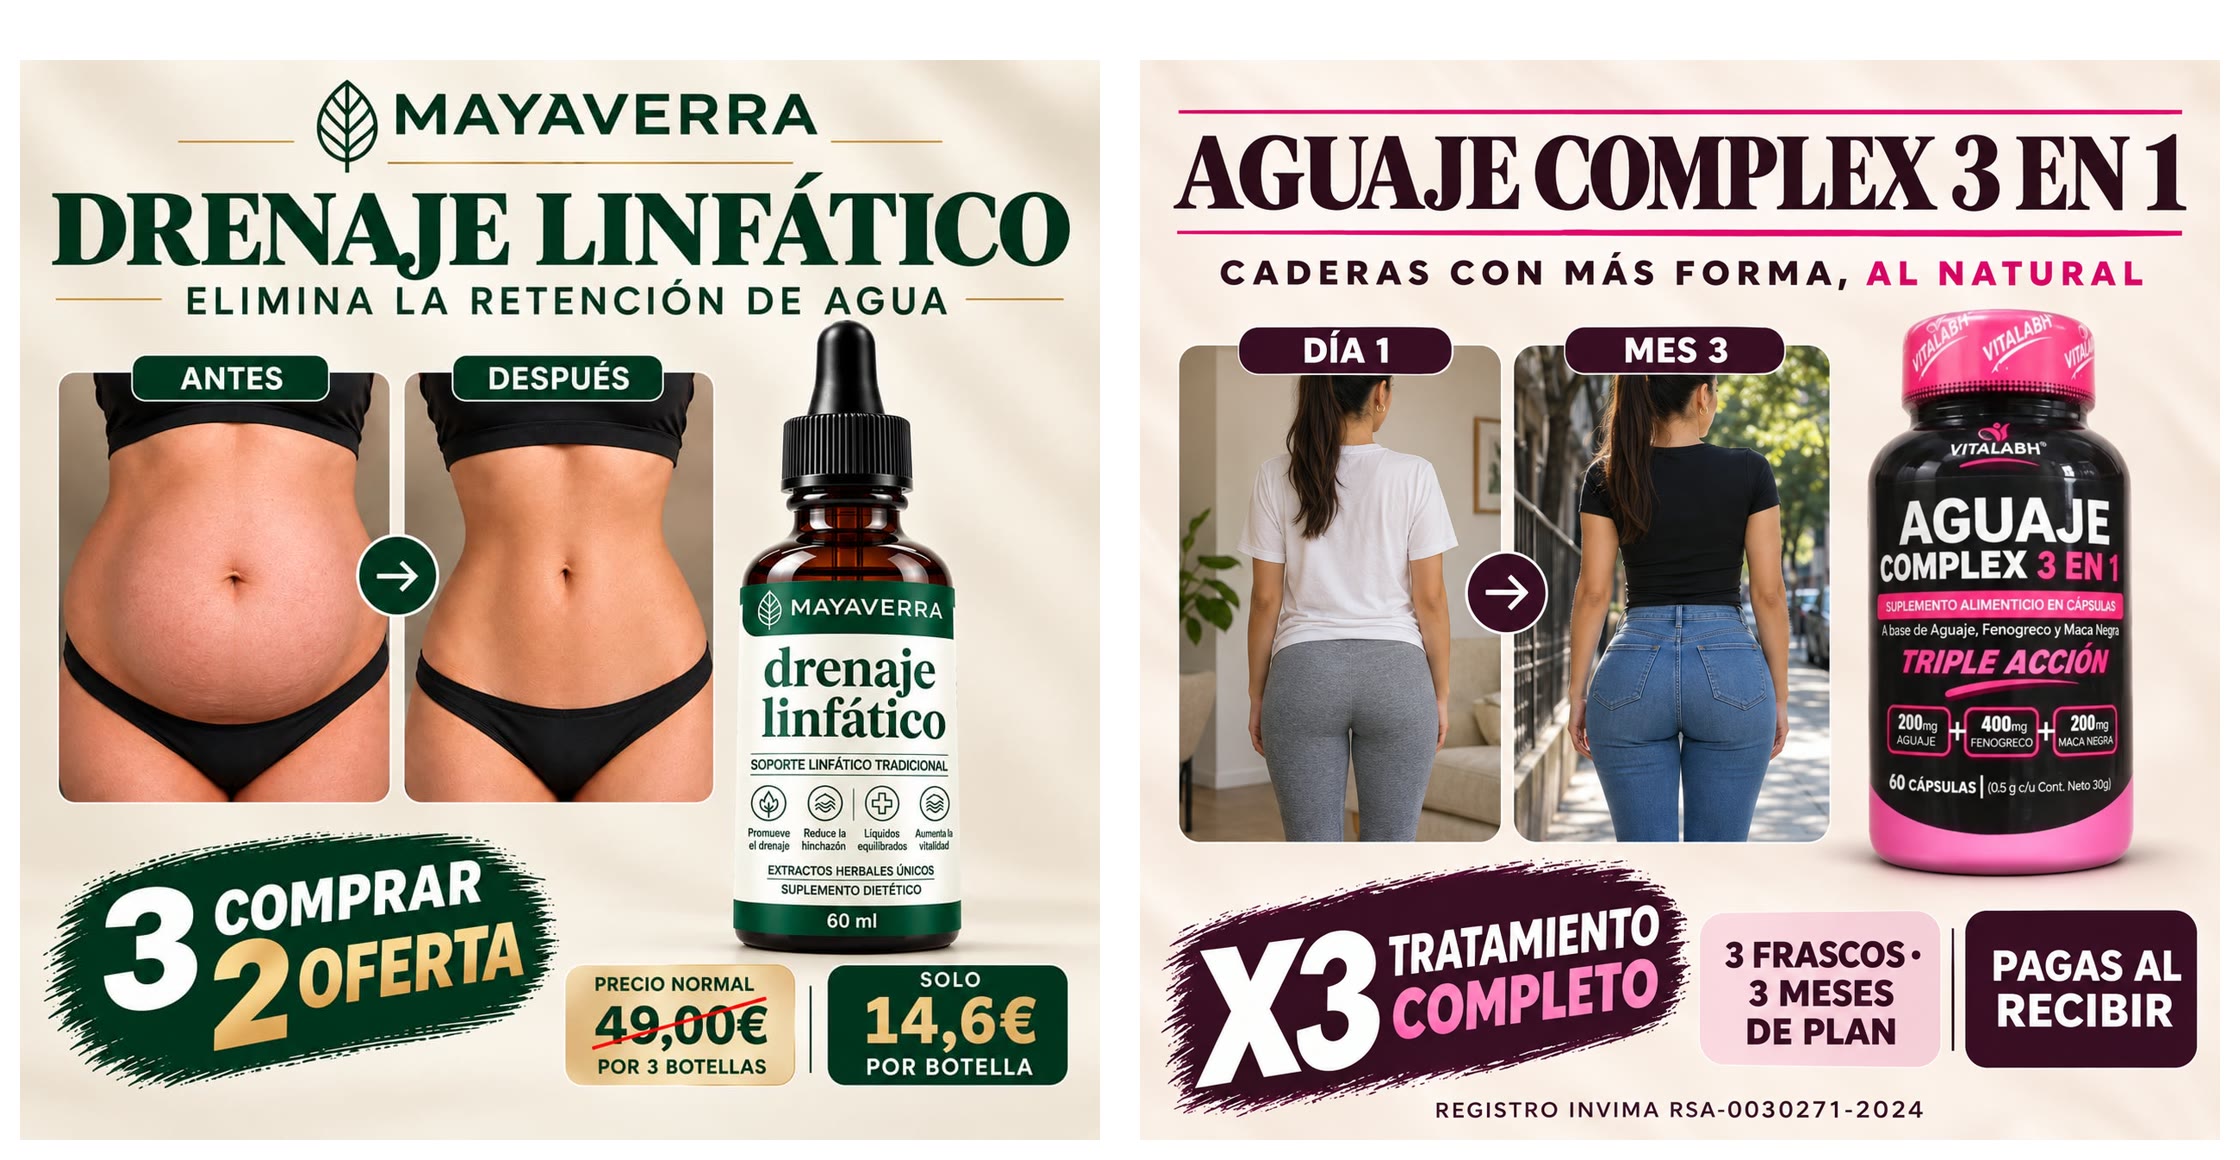 MAYAVERRA
DRENAJE LINFÁTICO
ELIMINA LA RETENCIÓN DE AGUA
ANTES
DESPUÉS
MAYAVERRA
drenaje
linfático
SOPORTE LINFÁTICO TRADICIONAL
Promueve el drenaje
Reduce la hinchazón
Líquidos equilibrados
Aumenta la vitalidad
EXTRACTOS HERBALES ÚNICOS
SUPLEMENTO DIETÉTICO
60 ml
3 COMPRAR
2 OFERTA
PRECIO NORMAL
49,00€
POR 3 BOTELLAS
SOLO
14,6€
POR BOTELLA
AGUAJE COMPLEX 3 EN 1
CADERAS CON MÁS FORMA, AL NATURAL
DÍA 1
MES 3
VITALABH VITALABH VITALABH
VITALABH®
AGUAJE
COMPLEX 3 EN 1
SUPLEMENTO ALIMENTICIO EN CÁPSULAS
A base de Aguaje, Fenogreco y Maca Negra
TRIPLE ACCIÓN
200mg AGUAJE + 400mg FENOGRECO + 200mg MACA NEGRA
60 CÁPSULAS | (0.5 g c/u Cont. Neto 30g)
X3 TRATAMIENTO
COMPLETO
3 FRASCOS •
3 MESES
DE PLAN
PAGAS AL
RECIBIR
REGISTRO INVIMA RSA-0030271-2024